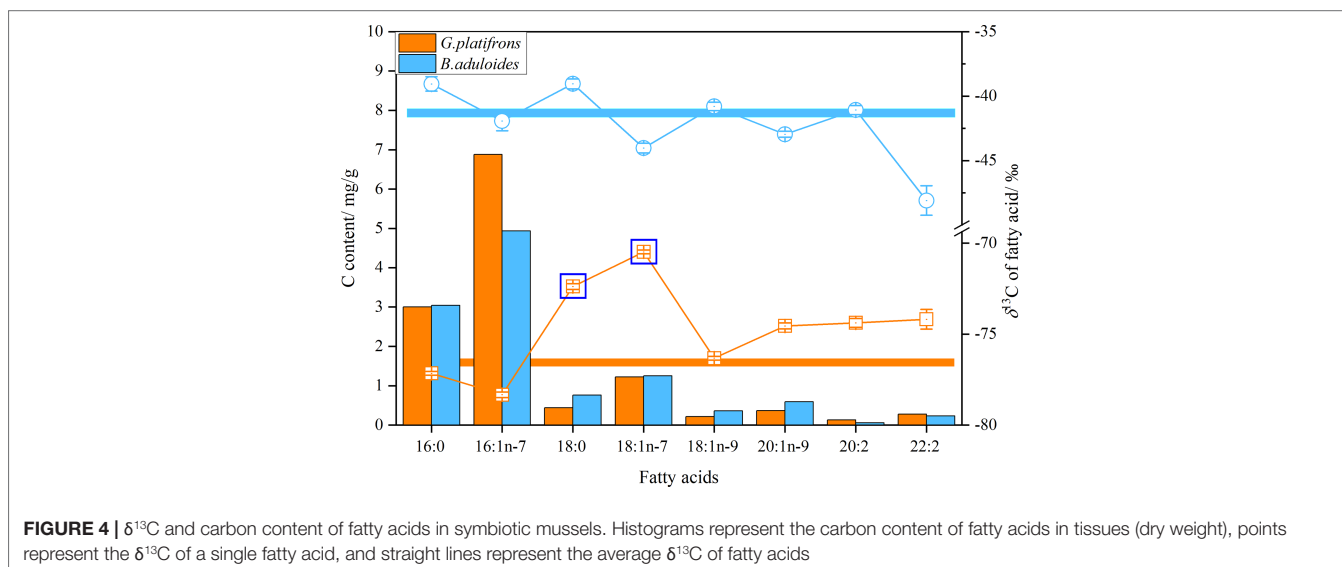 G.platifrons
B.aduloides
10
9
8
7
6
5
4
3
2
1
0
C content/ mg/g
-35
-40
-45
-70
-75
-80
δ13C of fatty acid/ ‰
16:0 16:1n-7 18:0 18:1n-7 18:1n-9 20:1n-9 20:2 22:2
Fatty acids
FIGURE 4 | δ13C and carbon content of fatty acids in symbiotic mussels. Histograms represent the carbon content of fatty acids in tissues (dry weight), points
represent the δ13C of a single fatty acid, and straight lines represent the average δ13C of fatty acids